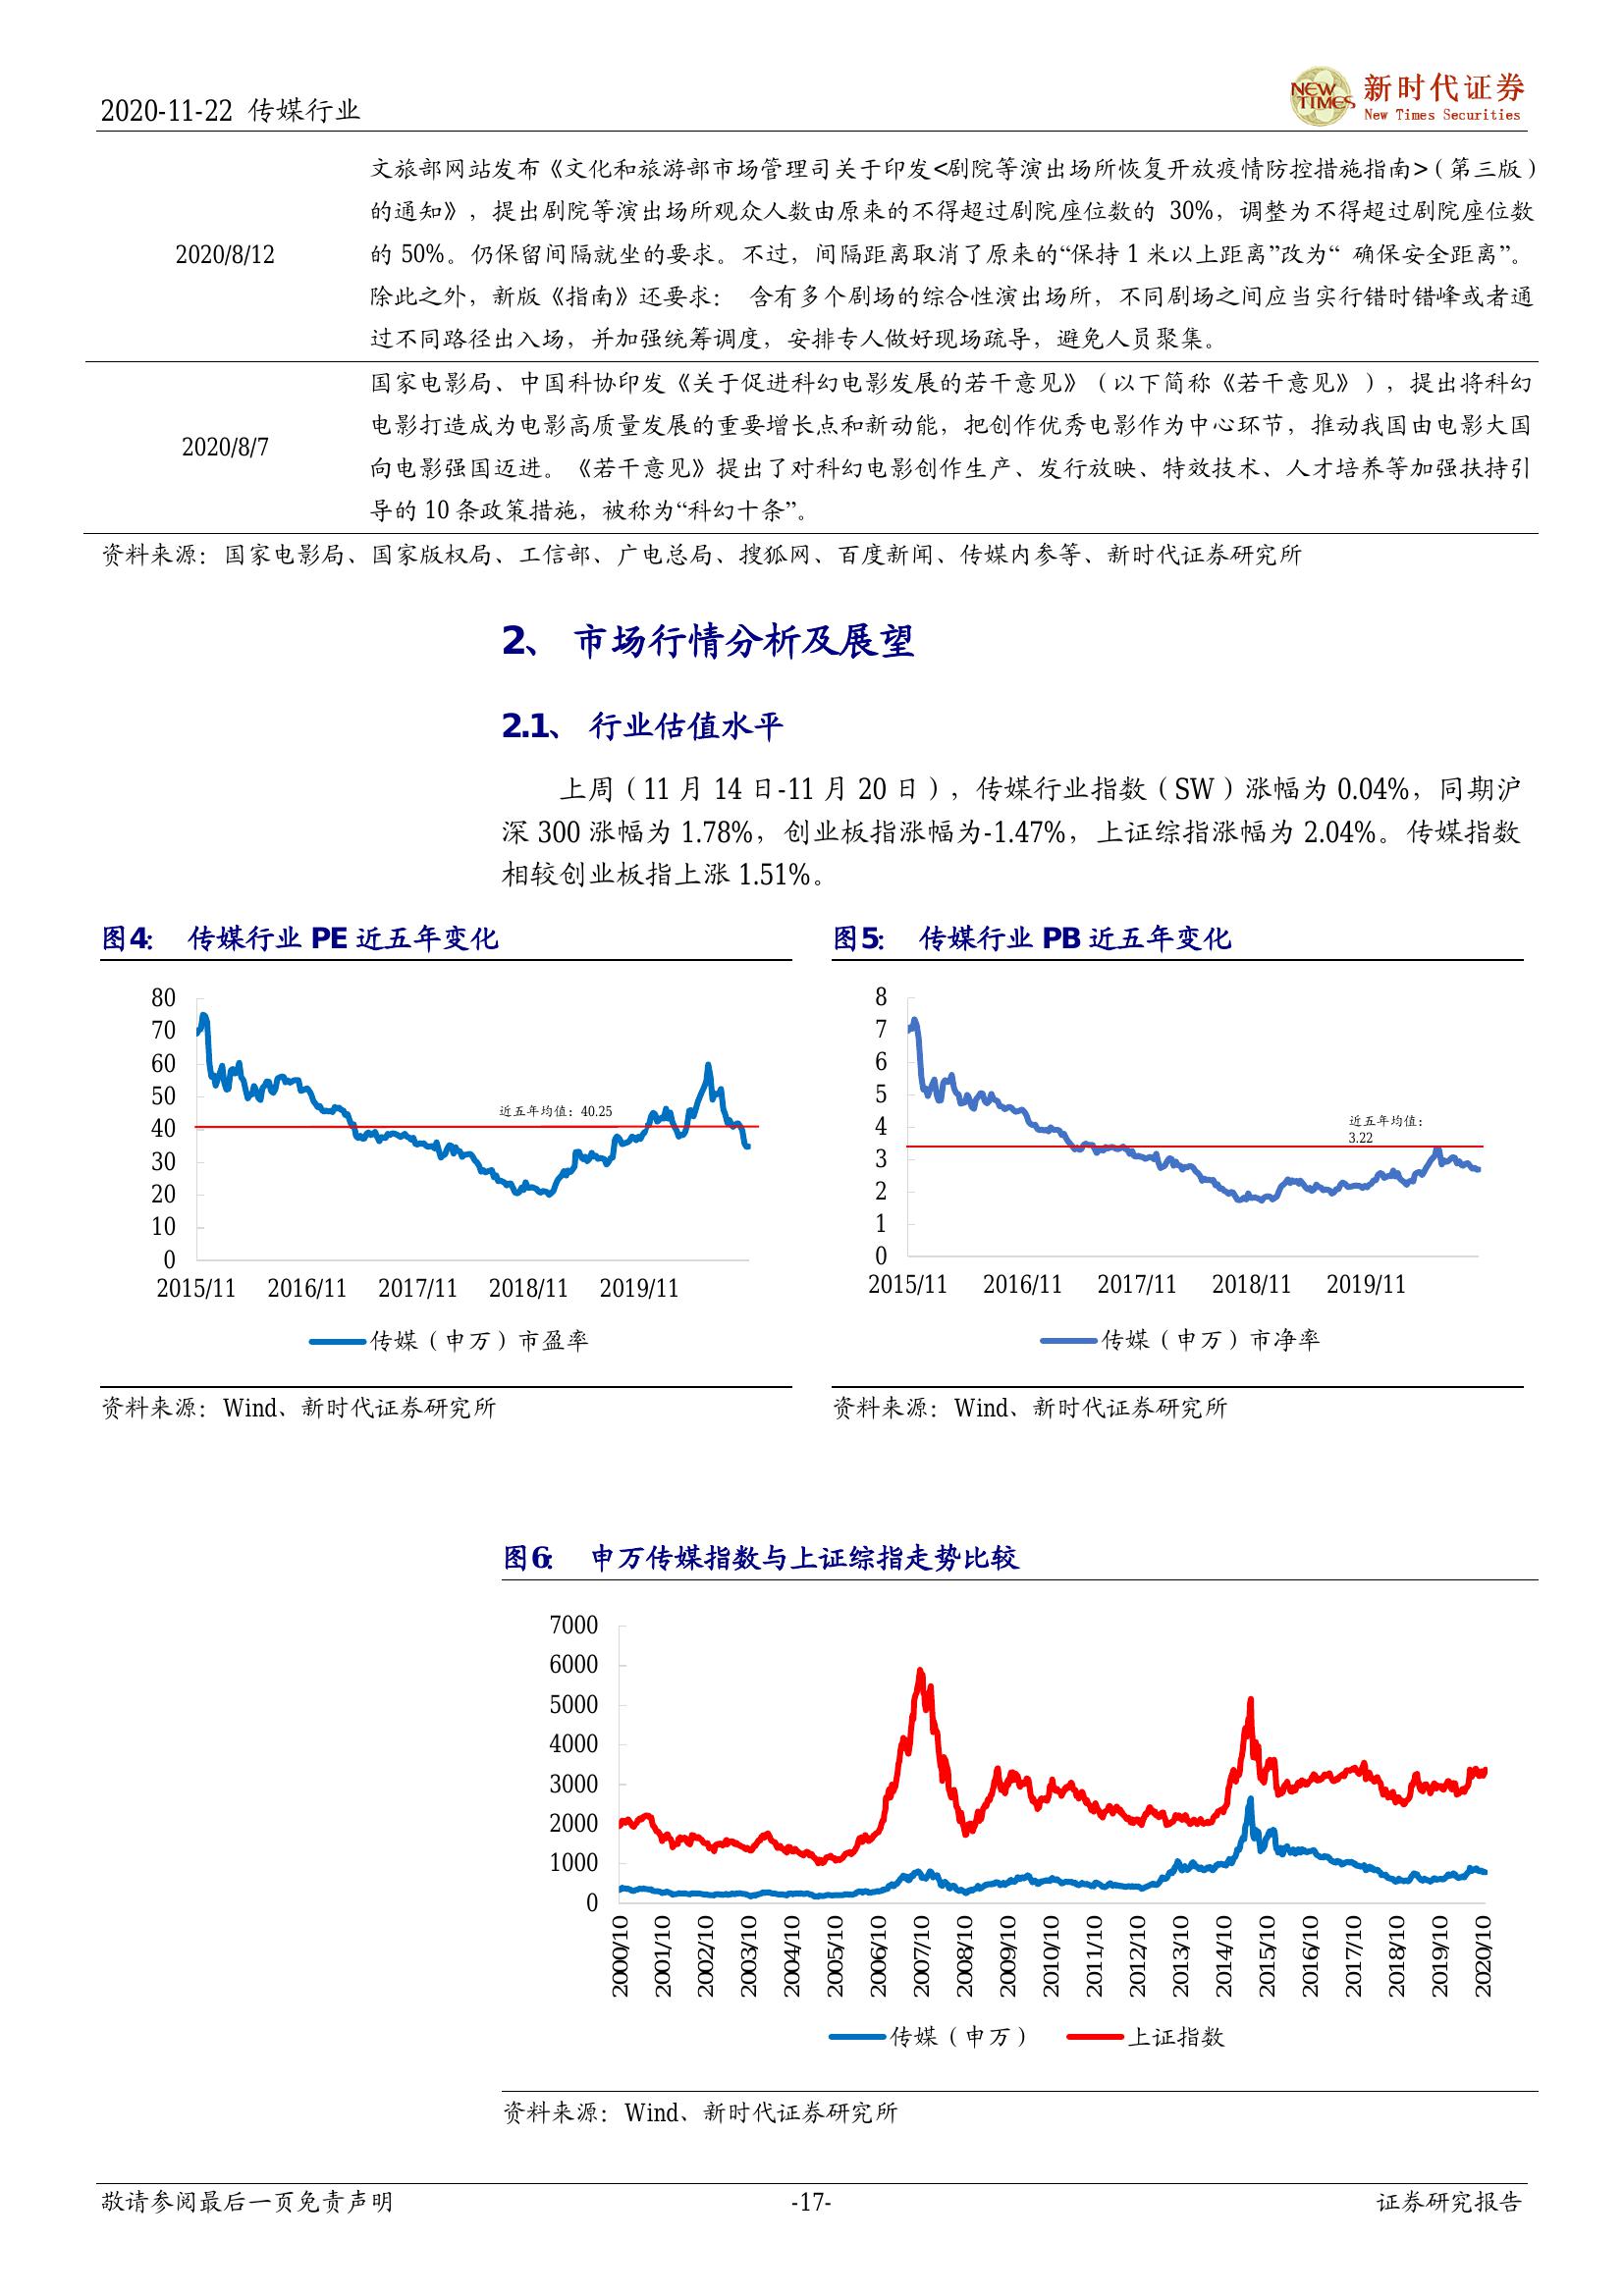 2020-11-22 传媒行业
NEW TIMES
新时代证券
New Times Securities
2020/8/12
文旅部网站发布《文化和旅游部市场管理司关于印发<剧院等演出场所恢复开放疫情防控措施指南>（第三版）
的通知》，提出剧院等演出场所观众人数由原来的不得超过剧院座位数的 30%，调整为不得超过剧院座位数
的 50%。仍保留间隔就坐的要求。不过，间隔距离取消了原来的“保持 1 米以上距离”改为“ 确保安全距离”。
除此之外，新版《指南》还要求： 含有多个剧场的综合性演出场所，不同剧场之间应当实行错时错峰或者通
过不同路径出入场，并加强统筹调度，安排专人做好现场疏导，避免人员聚集。
2020/8/7
国家电影局、中国科协印发《关于促进科幻电影发展的若干意见》（以下简称《若干意见》），提出将科幻
电影打造成为电影高质量发展的重要增长点和新动能，把创作优秀电影作为中心环节，推动我国由电影大国
向电影强国迈进。《若干意见》提出了对科幻电影创作生产、发行放映、特效技术、人才培养等加强扶持引
导的 10 条政策措施，被称为“科幻十条”。
资料来源：国家电影局、国家版权局、工信部、广电总局、搜狐网、百度新闻、传媒内参等、新时代证券研究所
2、 市场行情分析及展望
2.1、 行业估值水平
上周（11 月 14 日-11 月 20 日），传媒行业指数（SW）涨幅为 0.04%，同期沪
深 300 涨幅为 1.78%，创业板指涨幅为-1.47%，上证综指涨幅为 2.04%。传媒指数
相较创业板指上涨 1.51%。
图4： 传媒行业 PE 近五年变化
80
70
60
50
40
30
20
10
0
近五年均值：40.25
2015/11 2016/11 2017/11 2018/11 2019/11
传媒（申万）市盈率
资料来源：Wind、新时代证券研究所
图5： 传媒行业 PB 近五年变化
8
7
6
5
4
3
2
1
0
近五年均值：
3.22
2015/11 2016/11 2017/11 2018/11 2019/11
传媒（申万）市净率
资料来源：Wind、新时代证券研究所
图6： 申万传媒指数与上证综指走势比较
7000
6000
5000
4000
3000
2000
1000
0
2000/10 2001/10 2002/10 2003/10 2004/10 2005/10 2006/10 2007/10 2008/10 2009/10 2010/10 2011/10 2012/10 2013/10 2014/10 2015/10 2016/10 2017/10 2018/10 2019/10 2020/10
传媒（申万） 上证指数
资料来源：Wind、新时代证券研究所
敬请参阅最后一页免责声明 -17- 证券研究报告